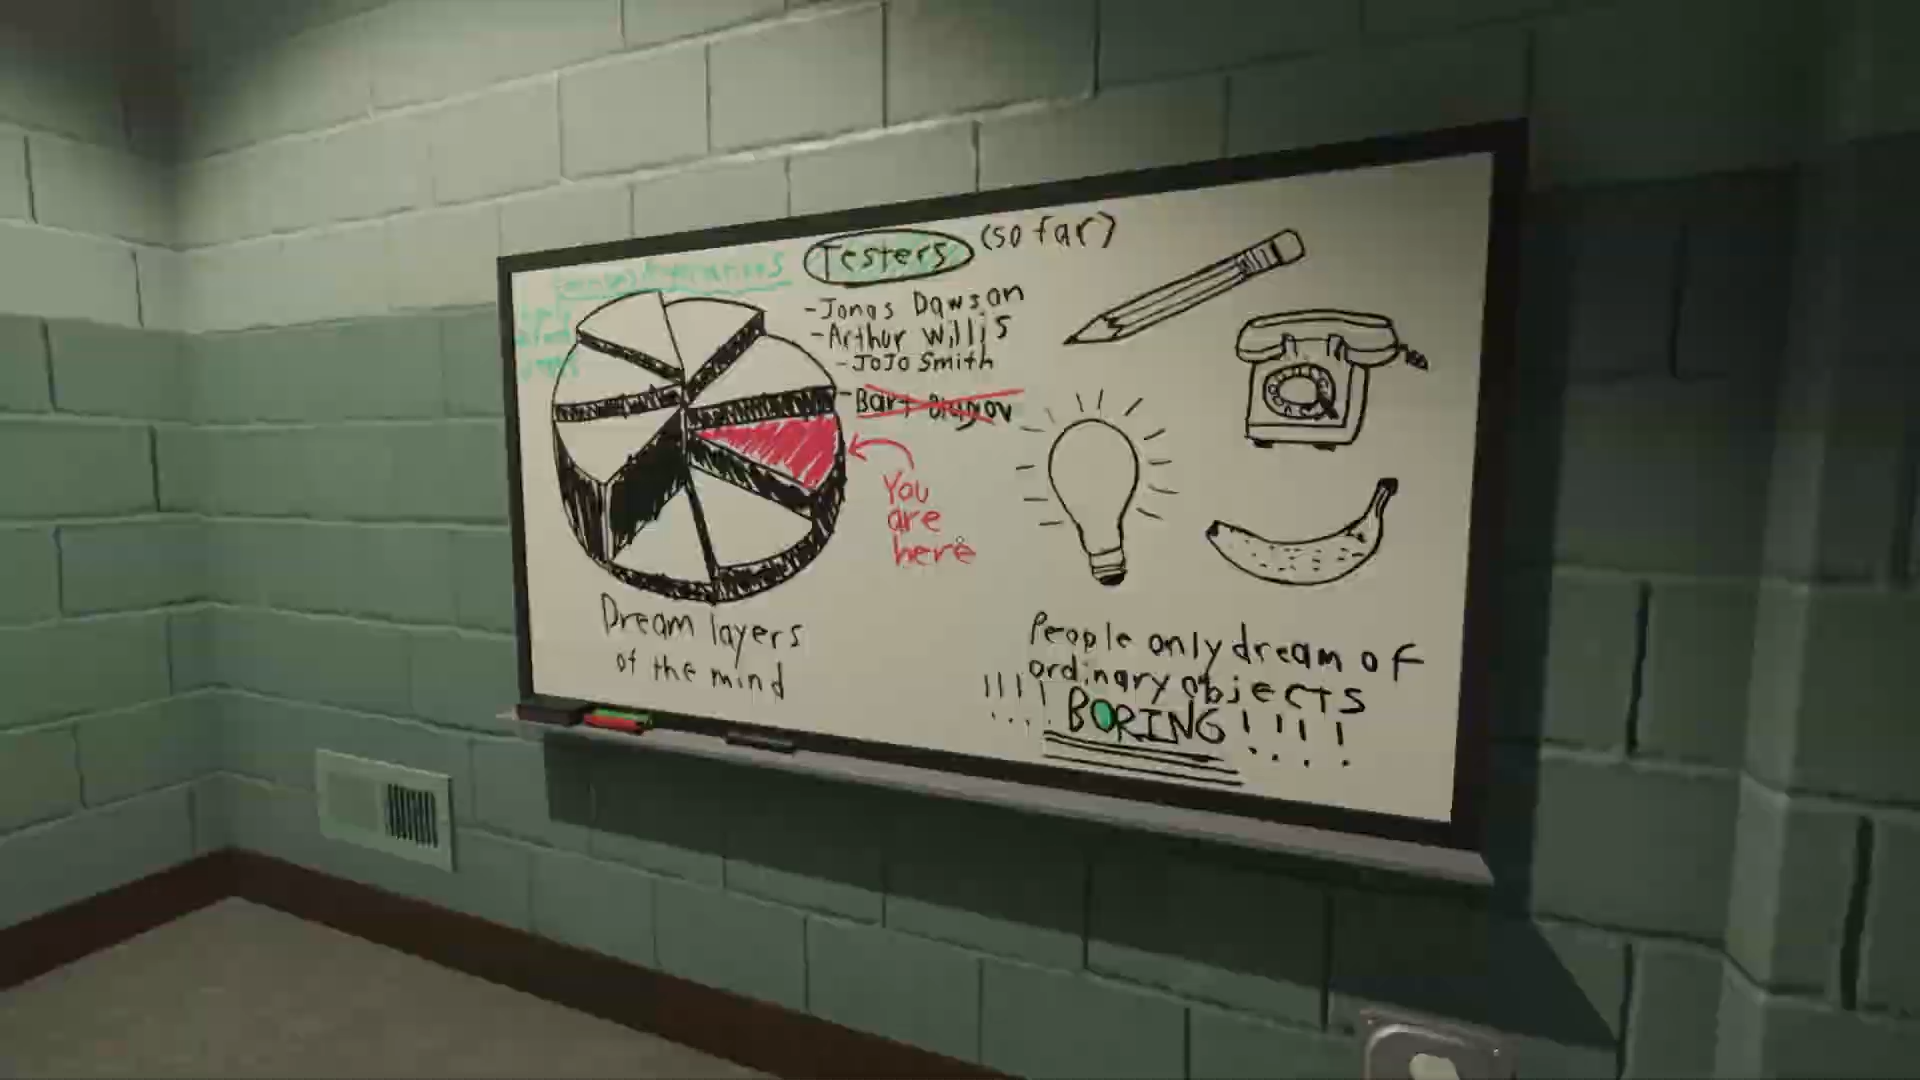 Testers (so far)
-Jonas Dawson
-Arthur Willis
-JoJo Smith
-Bart
You
are
here
Dream layers
of the mind
People only dream of
ordinary objects
!!!! BORING!!!!